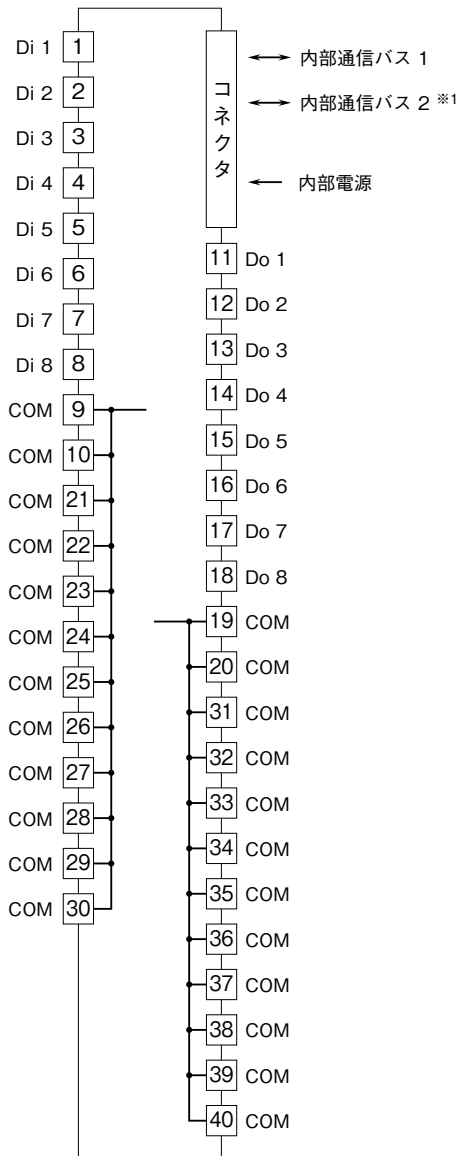 Di 1 1
Di 2 2
Di 3 3
Di 4 4
Di 5 5
Di 6 6
Di 7 7
Di 8 8
COM 9
COM 10
COM 21
COM 22
COM 23
COM 24
COM 25
COM 26
COM 27
COM 28
COM 29
COM 30
コネクタ
内部通信バス 1
内部通信バス 2 ※1
内部電源
11 Do 1
12 Do 2
13 Do 3
14 Do 4
15 Do 5
16 Do 6
17 Do 7
18 Do 8
19 COM
20 COM
31 COM
32 COM
33 COM
34 COM
35 COM
36 COM
37 COM
38 COM
39 COM
40 COM